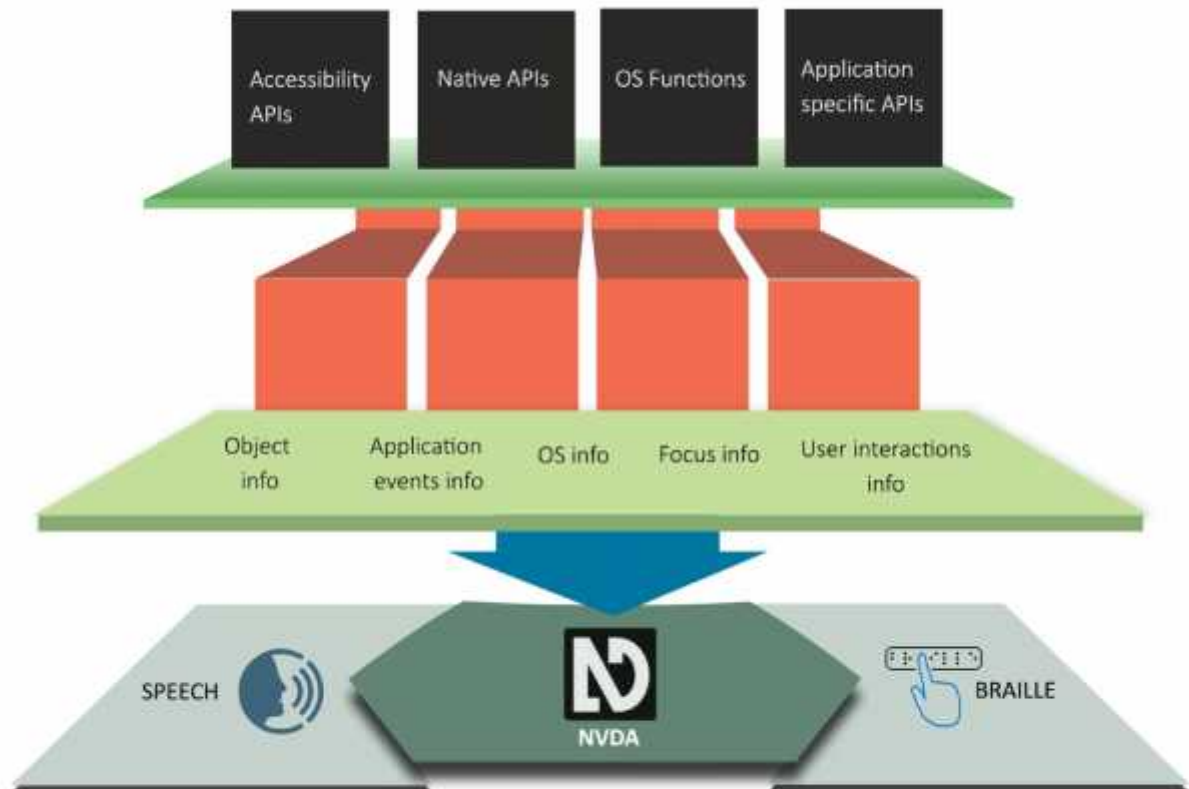 Accessibility
APIs
Native APIs
OS Functions
Application
specific APIs
Object
info
Application
events info
OS info
Focus info
User interactions
info
SPEECH
NVDA
BRAILLE